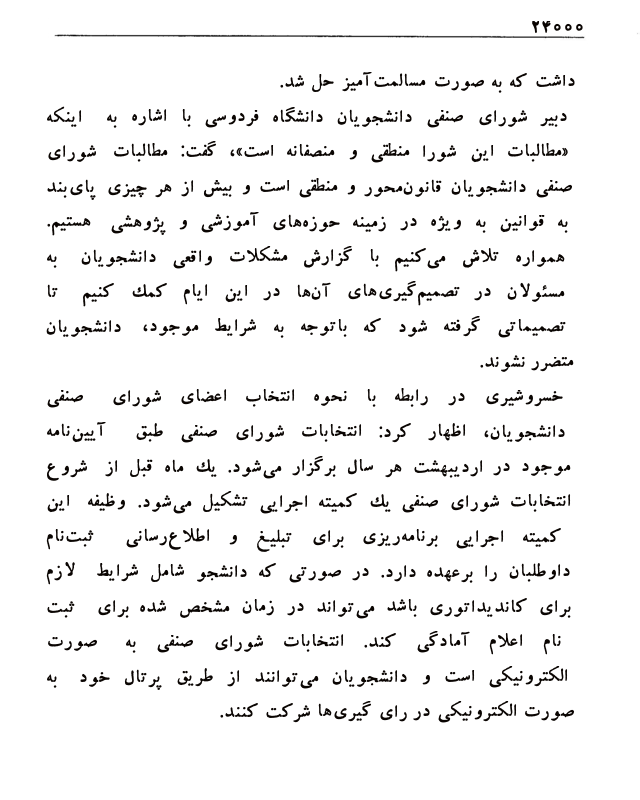 ۲۴۰۰۰
داشت که به صورت مسالمت‌آمیز حل شد.
دبیر شورای صنفی دانشجویان دانشگاه فردوسی با اشاره به اینکه
«مطالبات این شورا منطقی و منصفانه است»، گفت: مطالبات شورای
صنفی دانشجویان قانون‌محور و منطقی است و بیش از هر چیزی پای‌بند
به قوانین به ویژه در زمینه حوزه‌های آموزشی و پژوهشی هستیم.
همواره تلاش می‌کنیم با گزارش مشکلات واقعی دانشجویان به
مسئولان در تصمیم‌گیری‌های آن‌ها در این ایام کمك کنیم تا
تصمیماتی گرفته شود که باتوجه به شرایط موجود، دانشجویان
متضرر نشوند.
خسروشیری در رابطه با نحوه انتخاب اعضای شورای صنفی
دانشجویان، اظهار کرد: انتخابات شورای صنفی طبق آیین‌نامه
موجود در اردیبهشت هر سال برگزار می‌شود. یك ماه قبل از شروع
انتخابات شورای صنفی یك کمیته اجرایی تشکیل می‌شود. وظیفه این
کمیته اجرایی برنامه‌ریزی برای تبلیغ و اطلاع‌رسانی ثبت‌نام
داوطلبان را برعهده دارد. در صورتی که دانشجو شامل شرایط لازم
برای کاندیداتوری باشد می‌تواند در زمان مشخص شده برای ثبت
نام اعلام آمادگی کند. انتخابات شورای صنفی به صورت
الکترونیکی است و دانشجویان می‌توانند از طریق پرتال خود به
صورت الکترونیکی در رای گیری‌ها شرکت کنند.